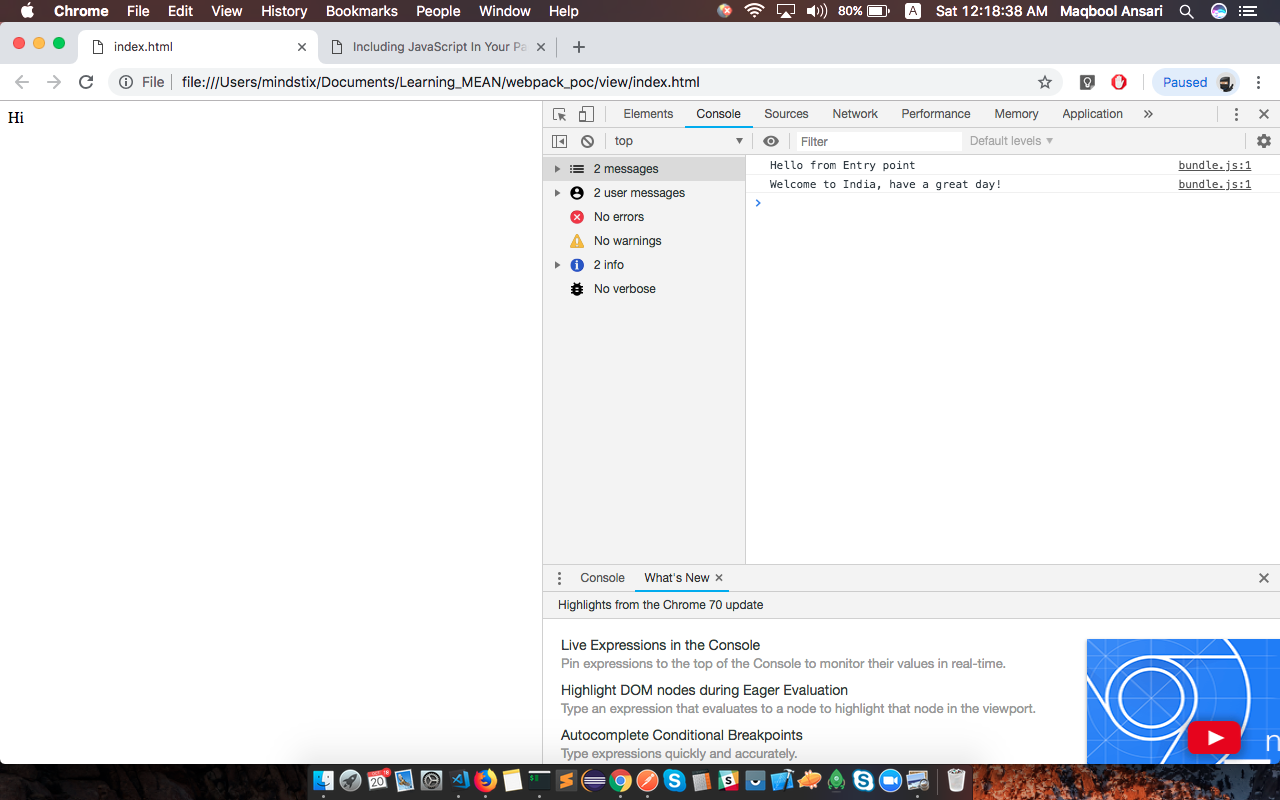 Chrome File Edit View History Bookmarks People Window Help 80% A Sat 12:18:38 AM Maqbool Ansari
index.html Including JavaScript In Your Pa
File file:///Users/mindstix/Documents/Learning_MEAN/webpack_poc/view/index.html Paused
Hi
Elements Console Sources Network Performance Memory Application
top Filter Default levels
2 messages
2 user messages
No errors
No warnings
2 info
No verbose
Hello from Entry point bundle.js:1
Welcome to India, have a great day! bundle.js:1
Console What's New
Highlights from the Chrome 70 update
Live Expressions in the Console
Pin expressions to the top of the Console to monitor their values in real-time.
Highlight DOM nodes during Eager Evaluation
Type an expression that evaluates to a node to highlight that node in the viewport.
Autocomplete Conditional Breakpoints
Type expressions quickly and accurately.
n
20